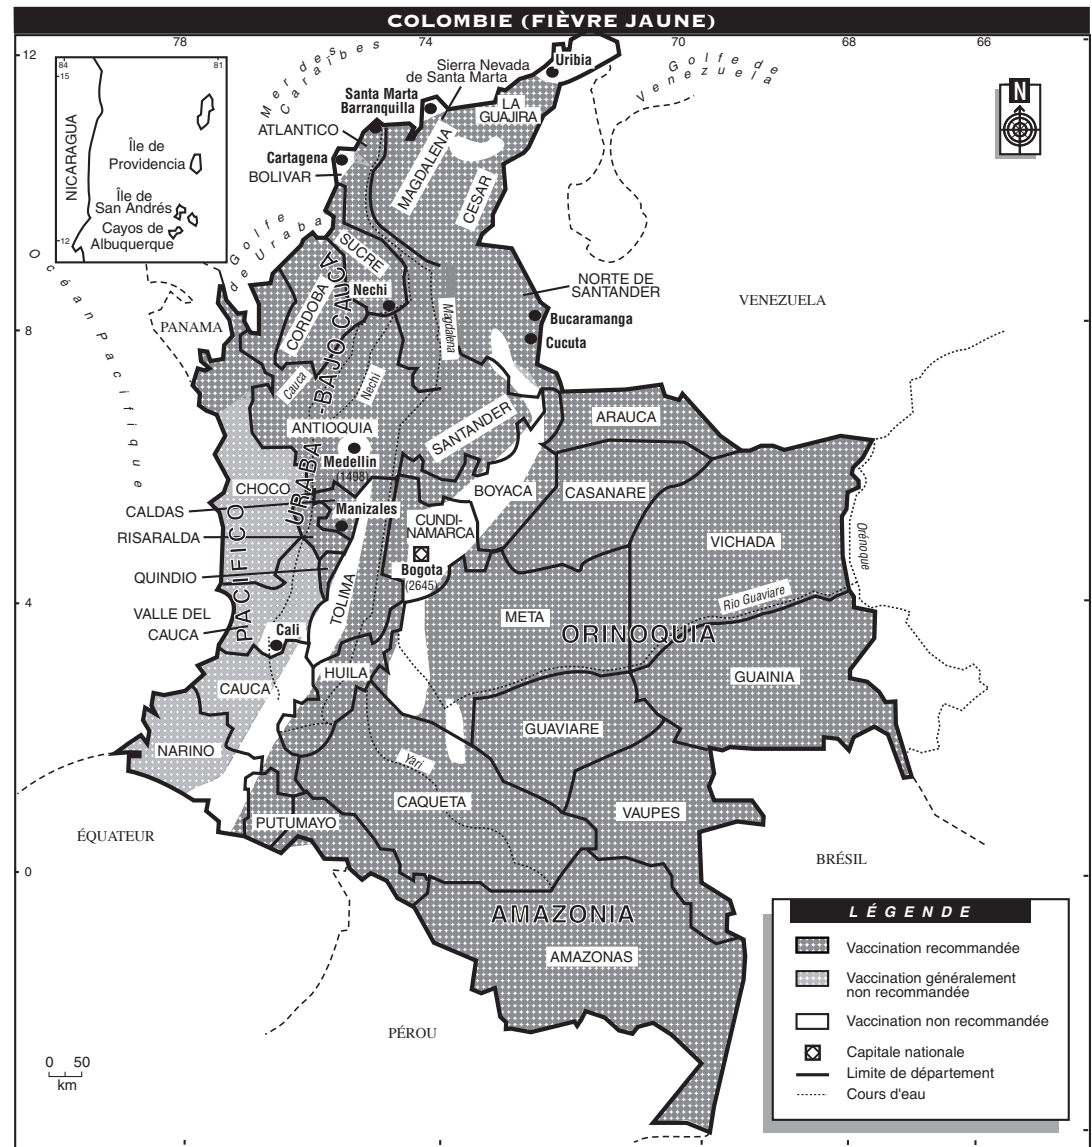 COLOMBIE (FIÈVRE JAUNE)
78
74
70
68
66
12
8
4
0
84
15
81
12
NICARAGUA
Île de
Providencia
Île de
San Andrés
Cayos de
Albuquerque
Mer des
Caraïbes
Golfe de
Venezuela
Uribia
Sierra Nevada
de Santa Marta
Santa Marta
Barranquilla
LA
GUAJIRA
ATLANTICO
Cartagena
BOLIVAR
MAGDALENA
CESAR
N
Golfe
de Uraba
Océan Pacifique
SUCRE
Nechi
CORDOBA
URABA-BAJO CAUCA
NORTE DE
SANTANDER
VENEZUELA
Bucaramanga
Cucuta
PANAMA
Magdalena
Cauca
Nechi
ANTIOQUIA
SANTANDER
ARAUCA
Medellin
(1498)
CHOCO
BOYACA
CASANARE
CALDAS
Manizales
CUNDI-
NAMARCA
RISARALDA
VICHADA
Orénoque
QUINDIO
Bogota
(2645)
TOLIMA
PACIFICO
VALLE DEL
CAUCA
META
Rio Guaviare
ORINOQUIA
Cali
HUILA
CAUCA
GUAINIA
GUAVIARE
NARINO
Yari
CAQUETA
VAUPES
PUTUMAYO
ÉQUATEUR
BRÉSIL
AMAZONIA
AMAZONAS
PÉROU
0 50
km
LÉGENDE
Vaccination recommandée
Vaccination généralement
non recommandée
Vaccination non recommandée
Capitale nationale
Limite de département
Cours d'eau